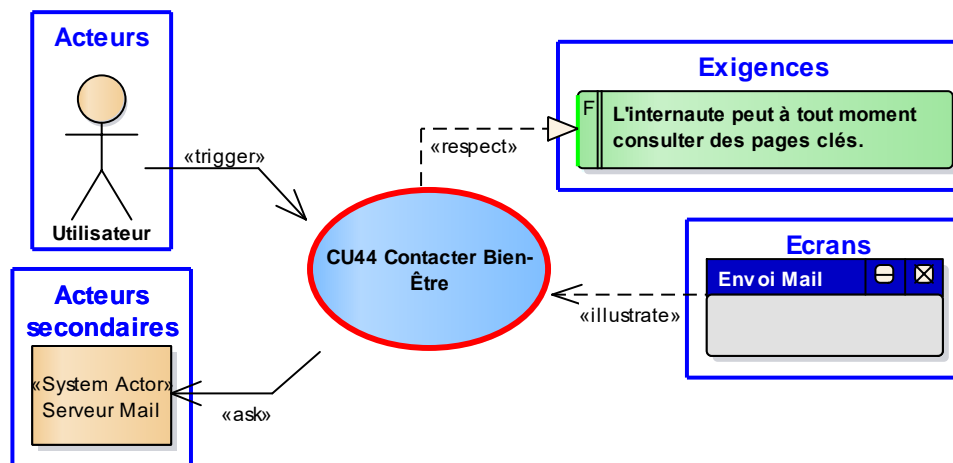 Acteurs
Utilisateur
«trigger»
Exigences
F
L'internaute peut à tout moment
consulter des pages clés.
«respect»
CU44 Contacter Bien-
Être
Ecrans
Envoi Mail
«illustrate»
Acteurs
secondaires
«System Actor»
Serveur Mail
«ask»